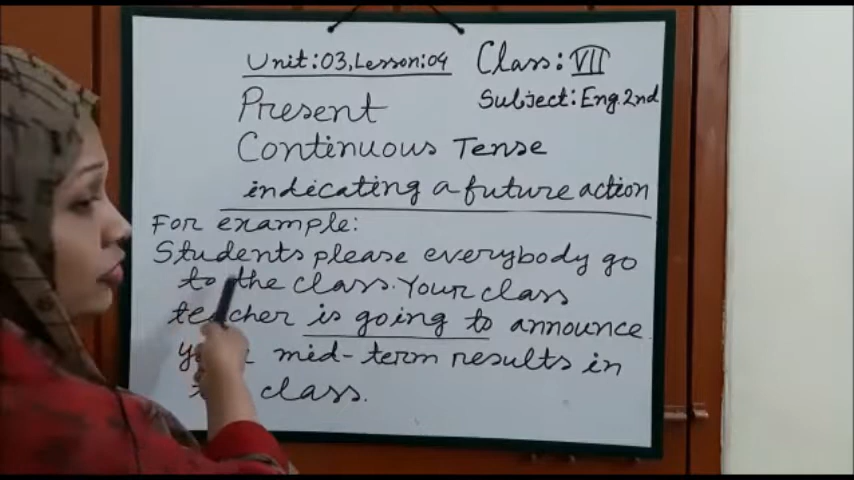 Unit:03,Lesson:04
Class:VII
Subject:Eng.2nd
Present
Continuous Tense
indicating a future action
For example:
Students please everybody go
to the class. Your class
teacher is going to announce
mid-term results in
class.